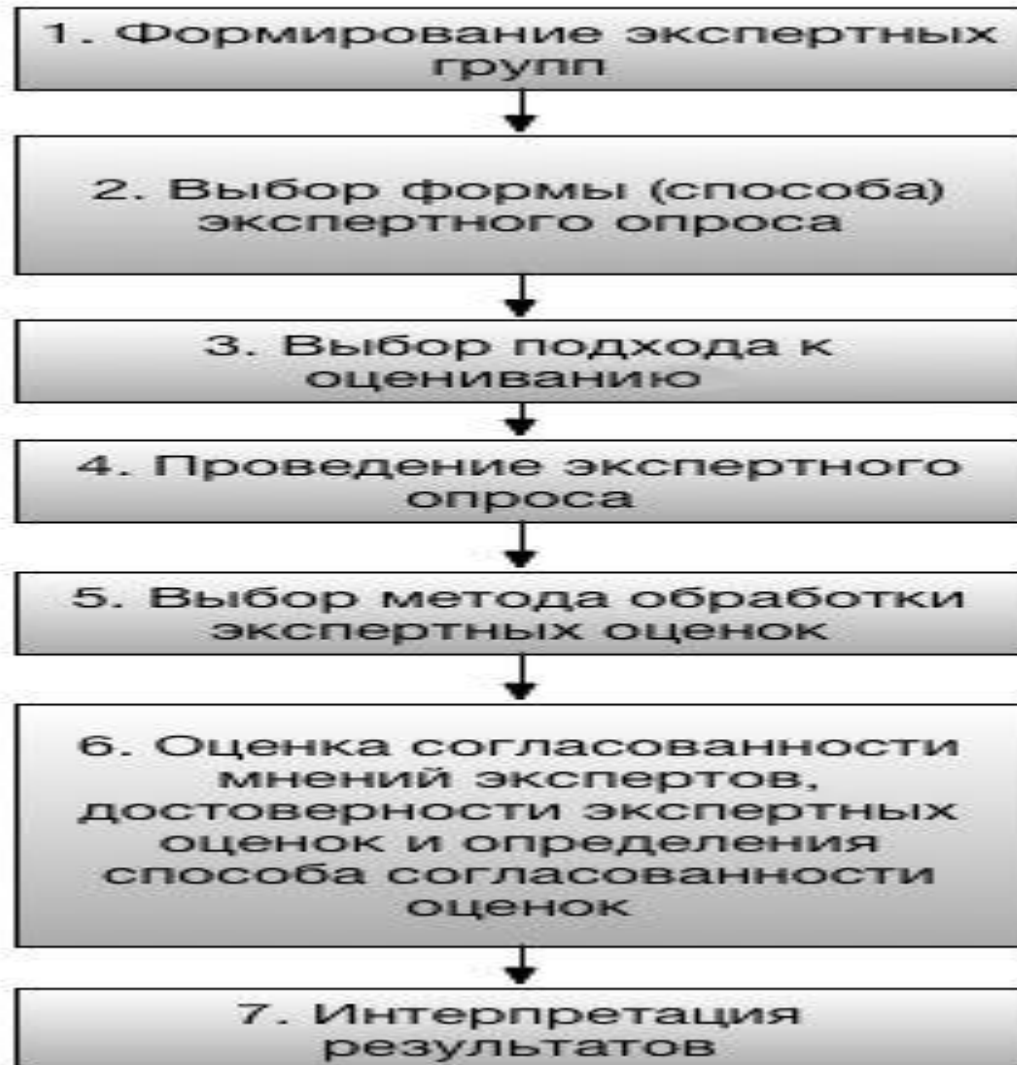 1. Формирование экспертных
групп
2. Выбор формы (способа)
экспертного опроса
3. Выбор подхода к
оцениванию
4. Проведение экспертного
опроса
5. Выбор метода обработки
экспертных оценок
6. Оценка согласованности
мнений экспертов,
достоверности экспертных
оценок и определения
способа согласованности
оценок
7. Интерпретация
результатов